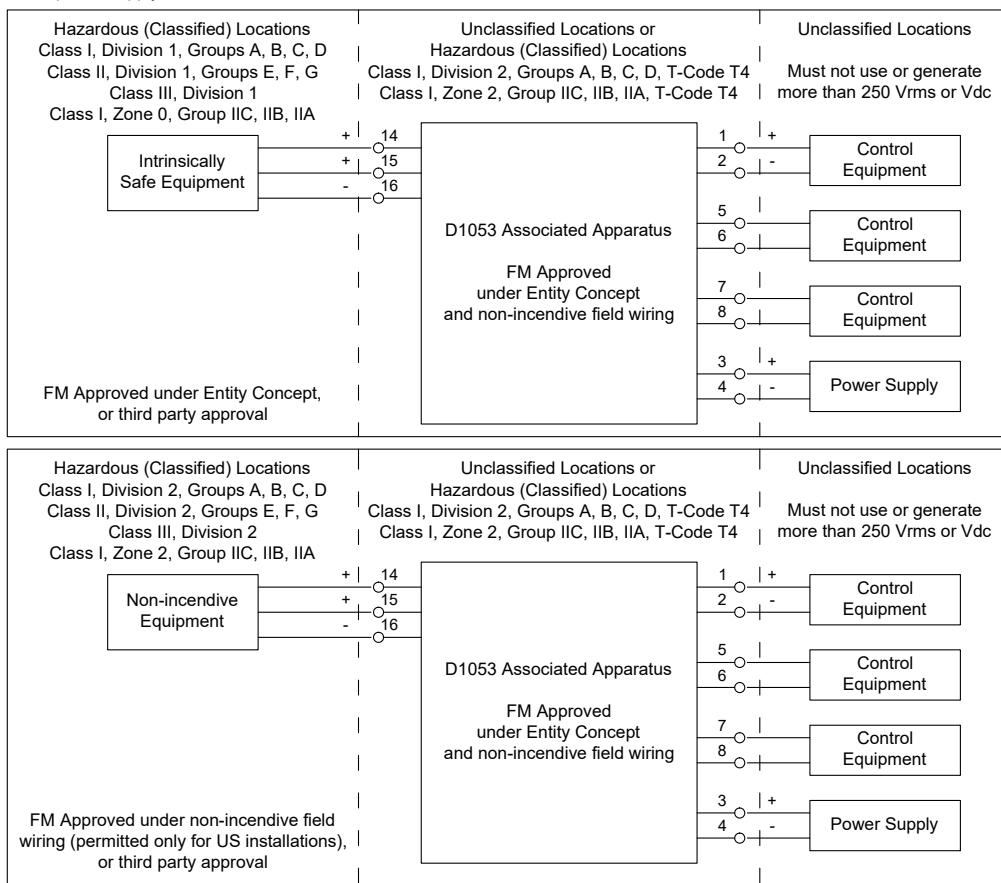 Hazardous (Classified) Locations
Class I, Division 1, Groups A, B, C, D
Class II, Division 1, Groups E, F, G
Class III, Division 1
Class I, Zone 0, Group IIC, IIB, IIA
Unclassified Locations or
Hazardous (Classified) Locations
Class I, Division 2, Groups A, B, C, D, T-Code T4
Class I, Zone 2, Group IIC, IIB, IIA, T-Code T4
Unclassified Locations
Must not use or generate
more than 250 Vrms or Vdc
Intrinsically
Safe Equipment
+ 14
+ 15
- 16
D1053 Associated Apparatus
FM Approved
under Entity Concept
and non-incendive field wiring
1 +
2 -
Control
Equipment
5
6
Control
Equipment
7
8
Control
Equipment
3 +
4 -
Power Supply
FM Approved under Entity Concept,
or third party approval
Hazardous (Classified) Locations
Class I, Division 2, Groups A, B, C, D
Class II, Division 2, Groups E, F, G
Class III, Division 2
Class I, Zone 2, Group IIC, IIB, IIA
Unclassified Locations or
Hazardous (Classified) Locations
Class I, Division 2, Groups A, B, C, D, T-Code T4
Class I, Zone 2, Group IIC, IIB, IIA, T-Code T4
Unclassified Locations
Must not use or generate
more than 250 Vrms or Vdc
Non-incendive
Equipment
+ 14
+ 15
- 16
D1053 Associated Apparatus
FM Approved
under Entity Concept
and non-incendive field wiring
1 +
2 -
Control
Equipment
5
6
Control
Equipment
7
8
Control
Equipment
3 +
4 -
Power Supply
FM Approved under non-incendive field
wiring (permitted only for US installations),
or third party approval